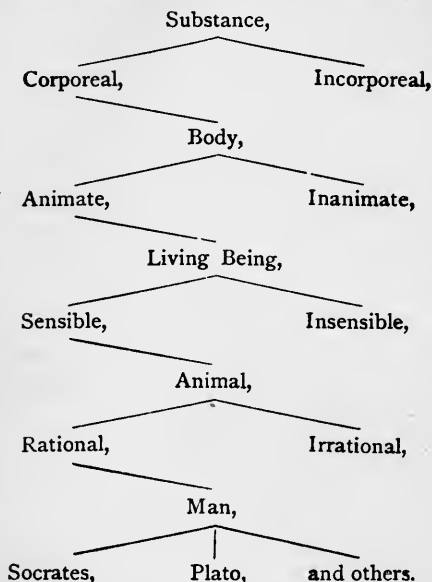 Substance,
Corporeal, Incorporeal,
Body,
Animate, Inanimate,
Living Being,
Sensible, Insensible,
Animal,
Rational, Irrational,
Man,
Socrates, Plato, and others.